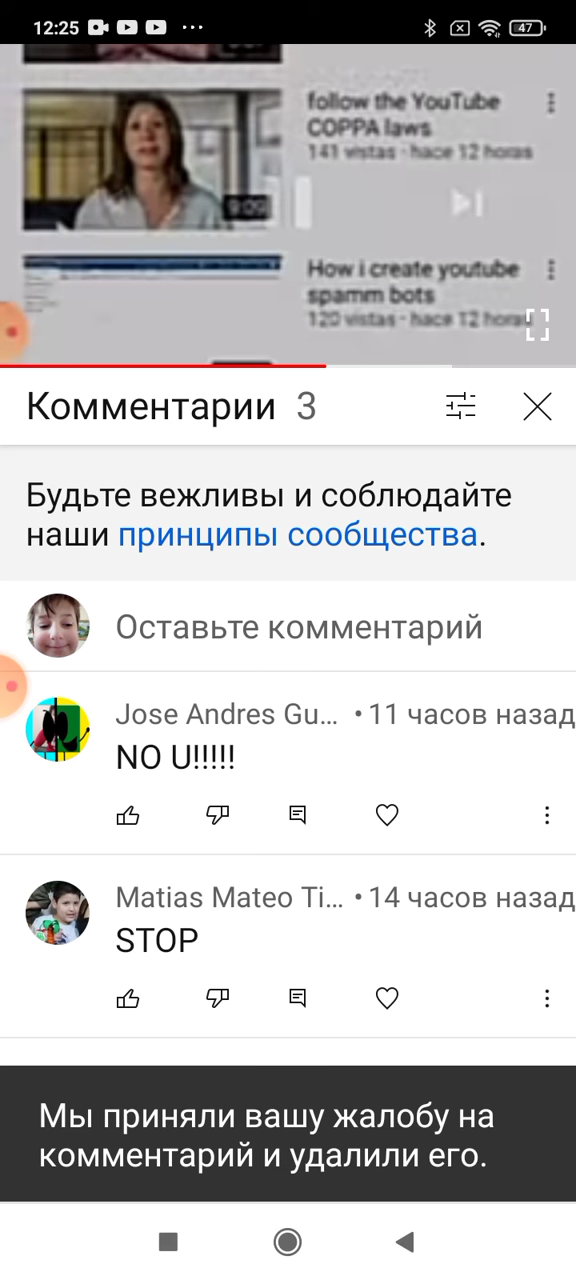 12:25
47
follow the YouTube
COPPA laws
141 vistas · hace 12 horas
9:09
How i create youtube
spamm bots
120 vistas · hace 12 horas
Комментарии 3
Будьте вежливы и соблюдайте
наши принципы сообщества.
Оставьте комментарий
Jose Andres Gu... • 11 часов назад
NO U!!!!!
Matias Mateo Ti... • 14 часов назад
STOP
Мы приняли вашу жалобу на
комментарий и удалили его.